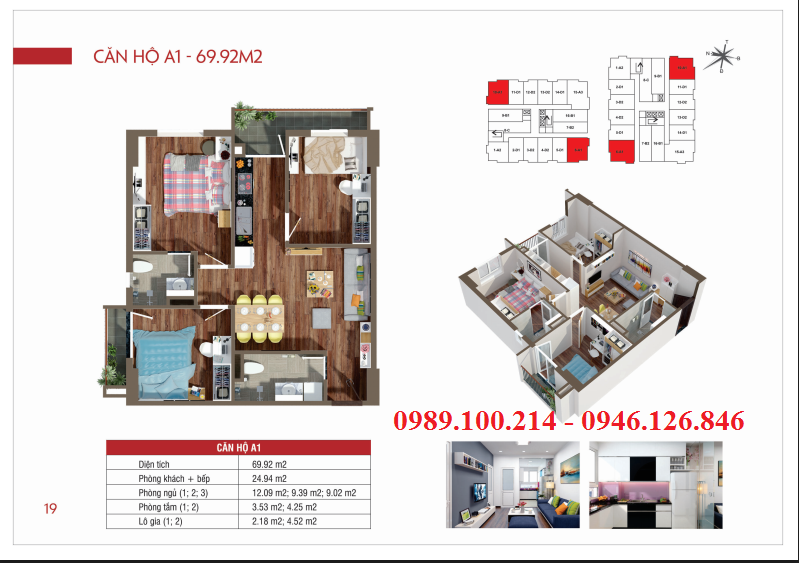 CĂN HỘ A1 - 69.92M2
0989.100.214 - 0946.126.846
CĂN HỘ A1
Diện tích 69.92 m2
Phòng khách + bếp 24.94 m2
Phòng ngủ (1; 2; 3) 12.09 m2; 9.39 m2; 9.02 m2
Phòng tắm (1; 2) 3.53 m2; 4.25 m2
Lô gia (1; 2) 2.18 m2; 4.52 m2
19